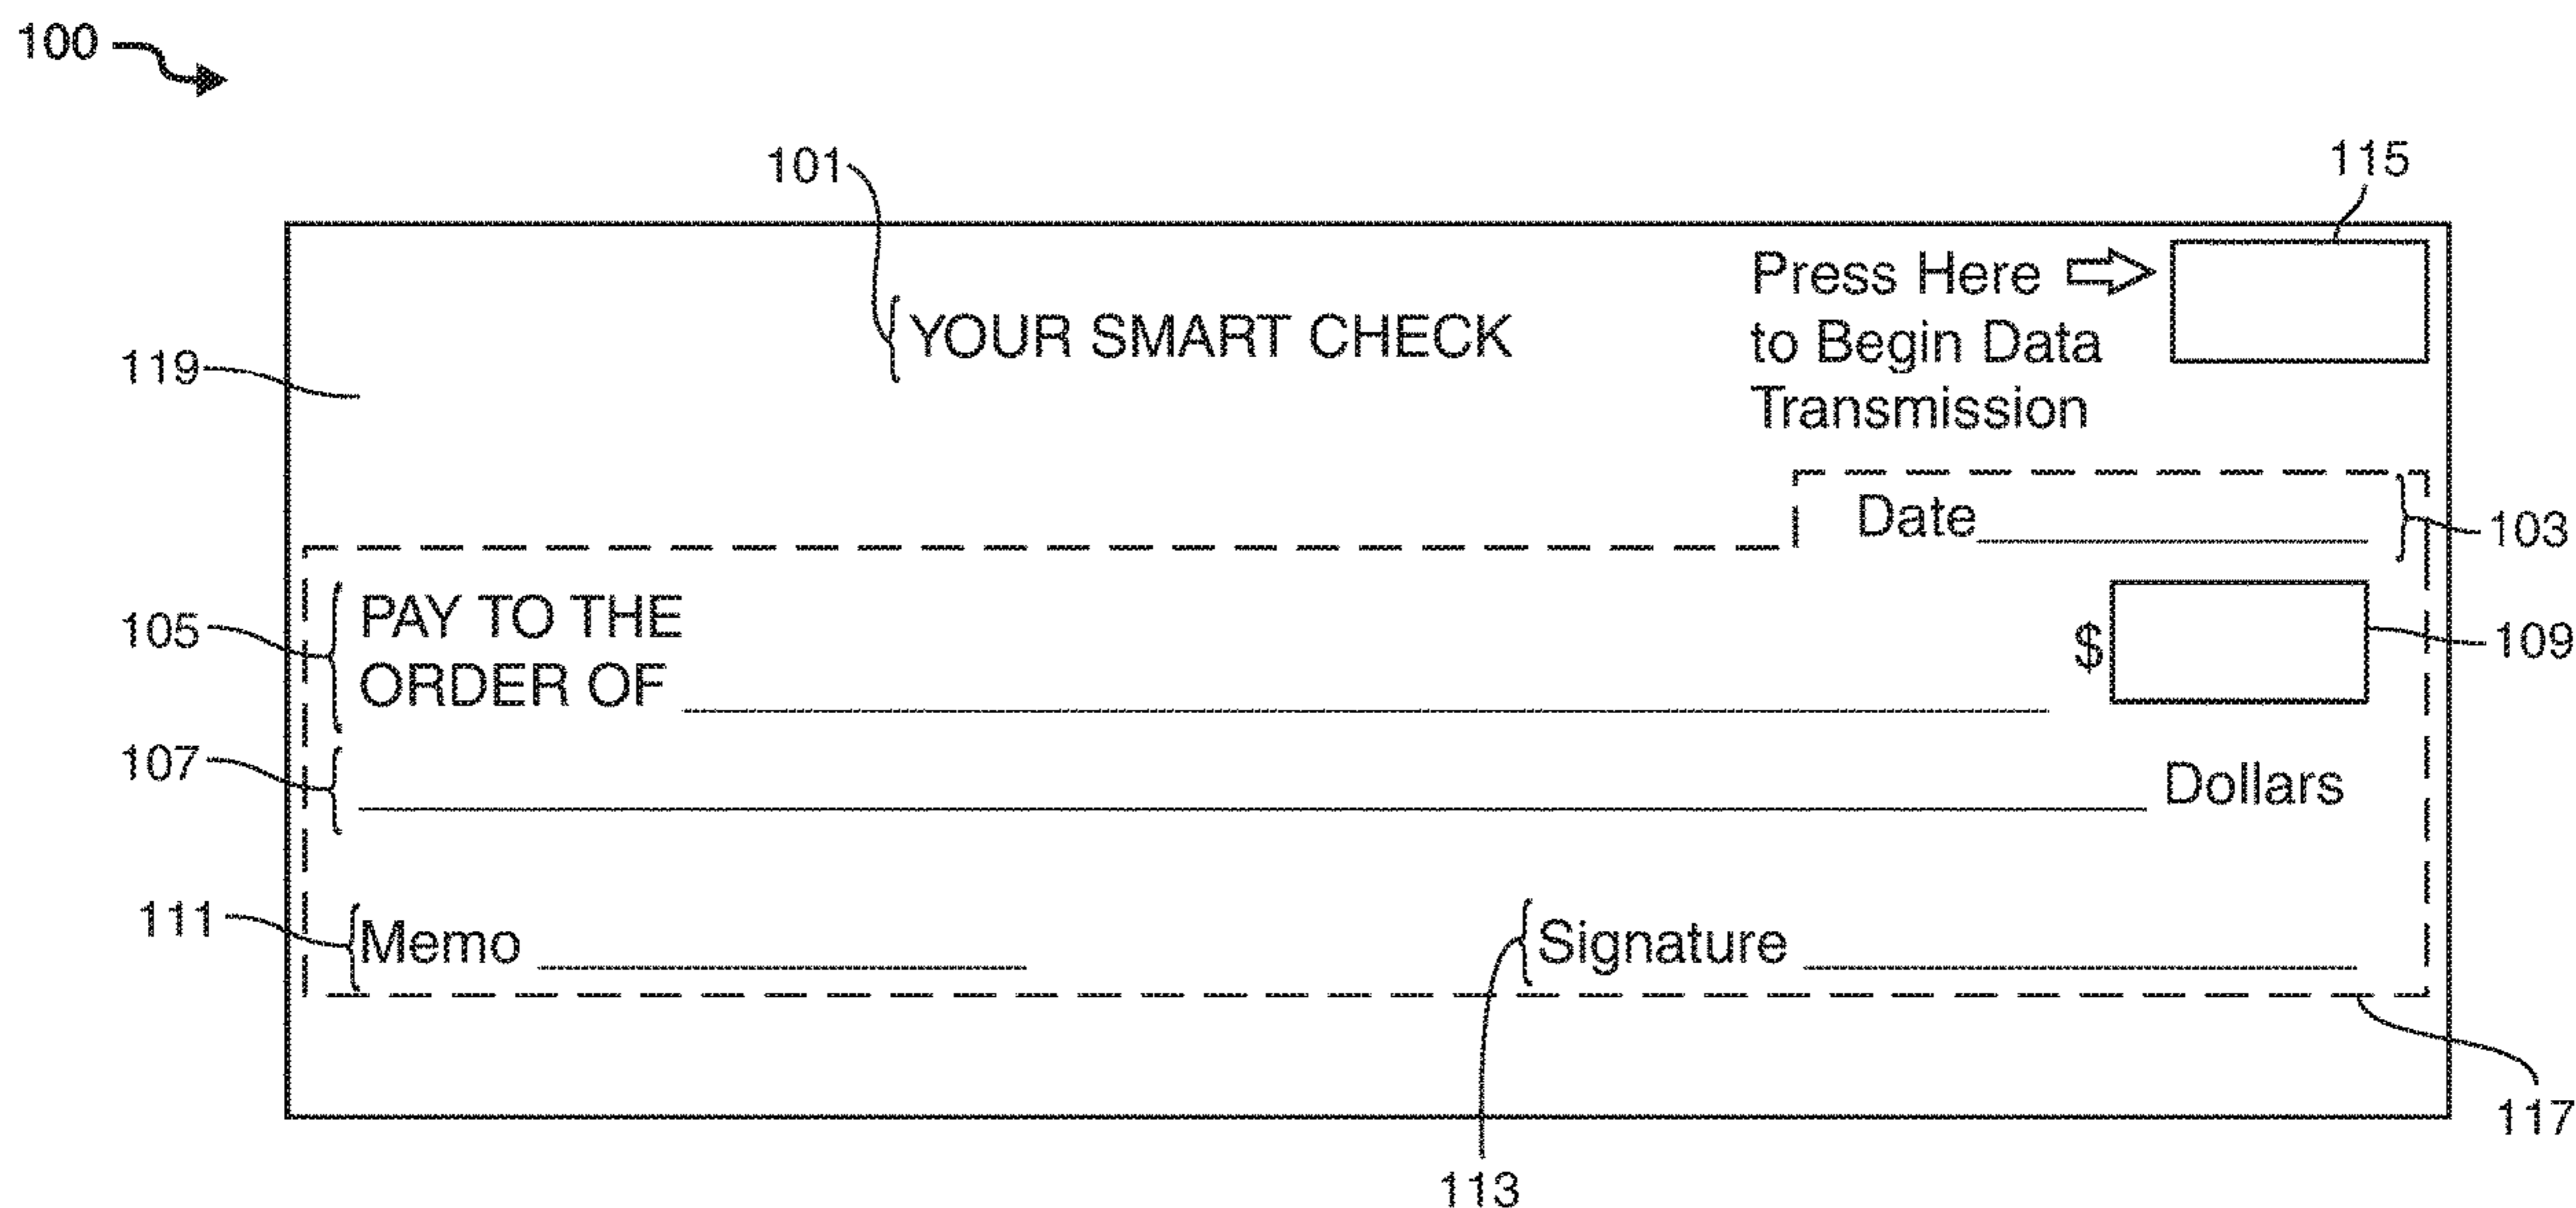 100
101
115
Press Here
YOUR SMART CHECK
to Begin Data
119
Transmission
Date
103
PAY TO THE
105
$
109
ORDER OF
107
Dollars
111
Memo
Signature
117
113